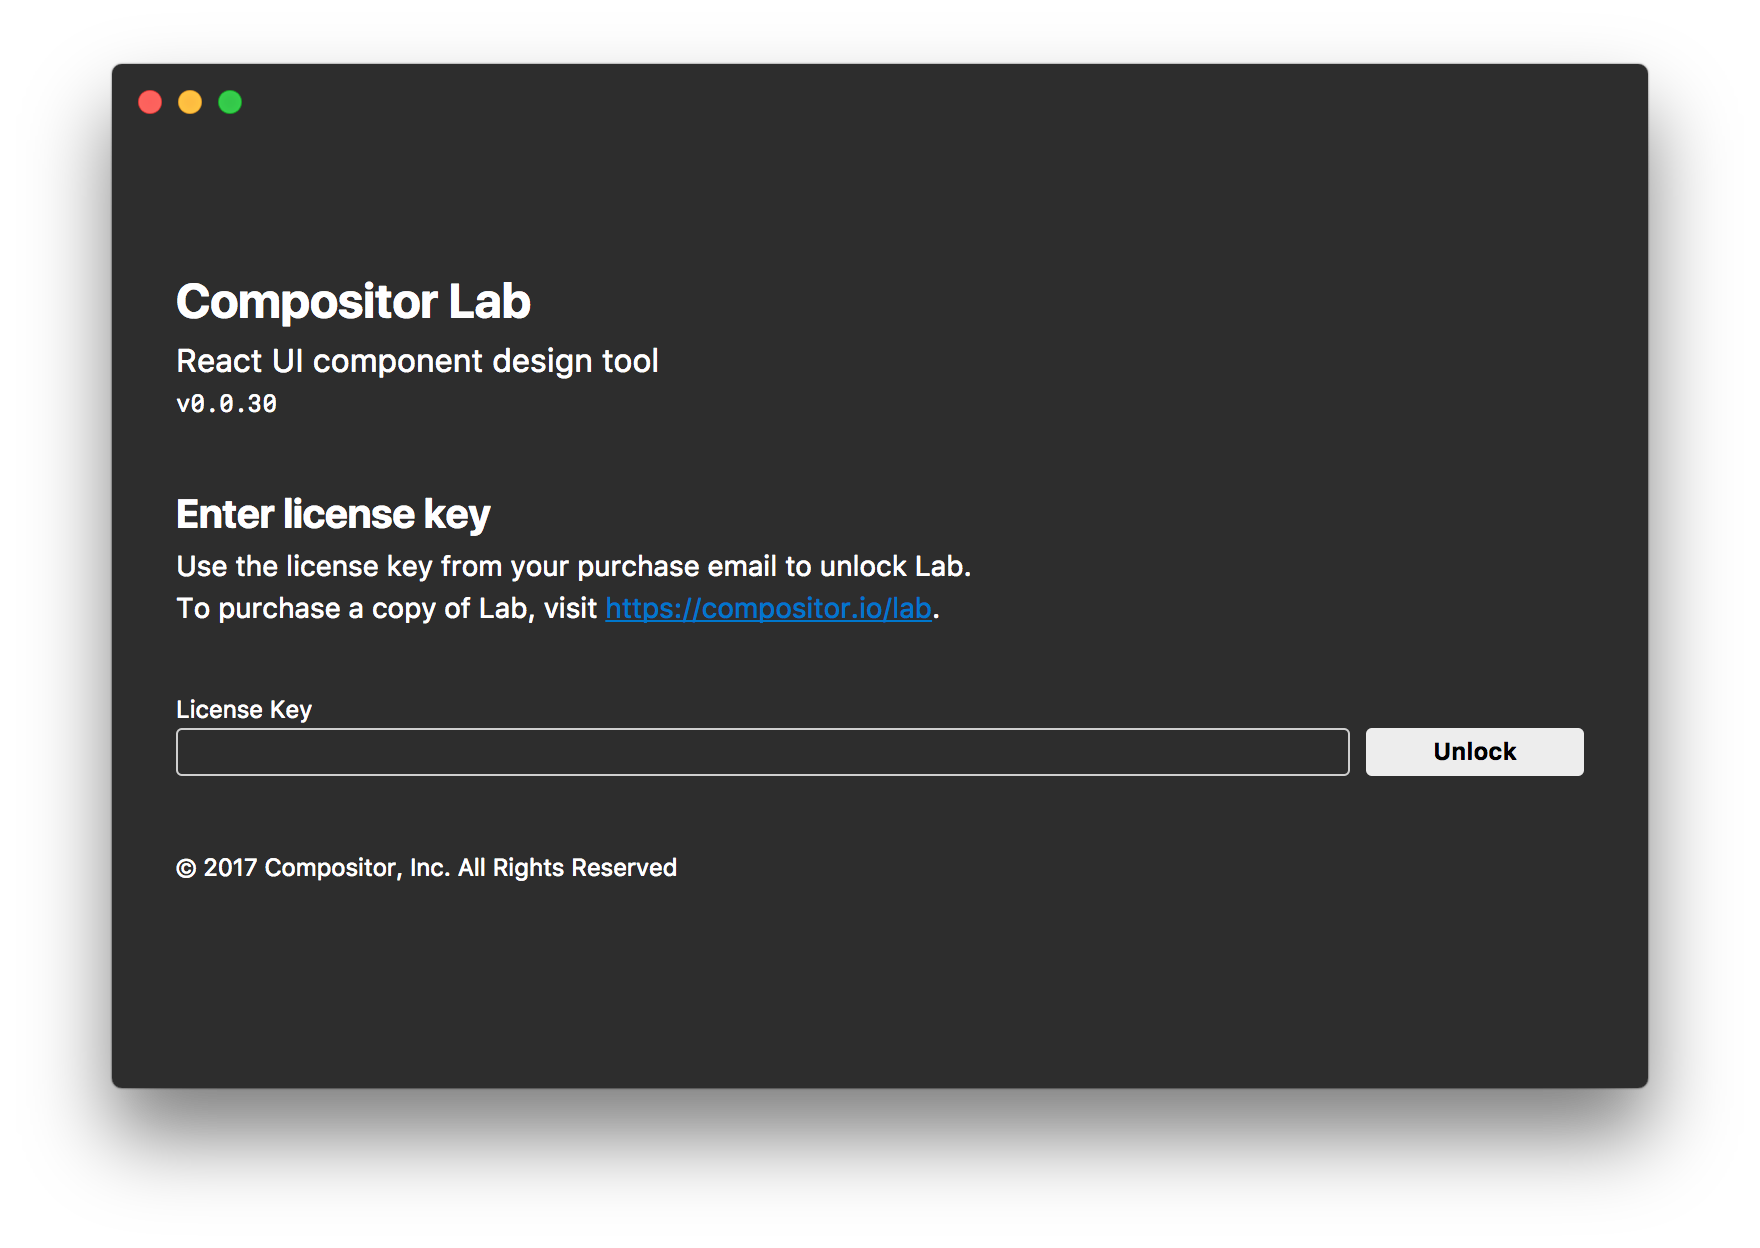 Compositor Lab
React UI component design tool
v0.0.30
Enter license key
Use the license key from your purchase email to unlock Lab.
To purchase a copy of Lab, visit https://compositor.io/lab.
License Key
Unlock
© 2017 Compositor, Inc. All Rights Reserved